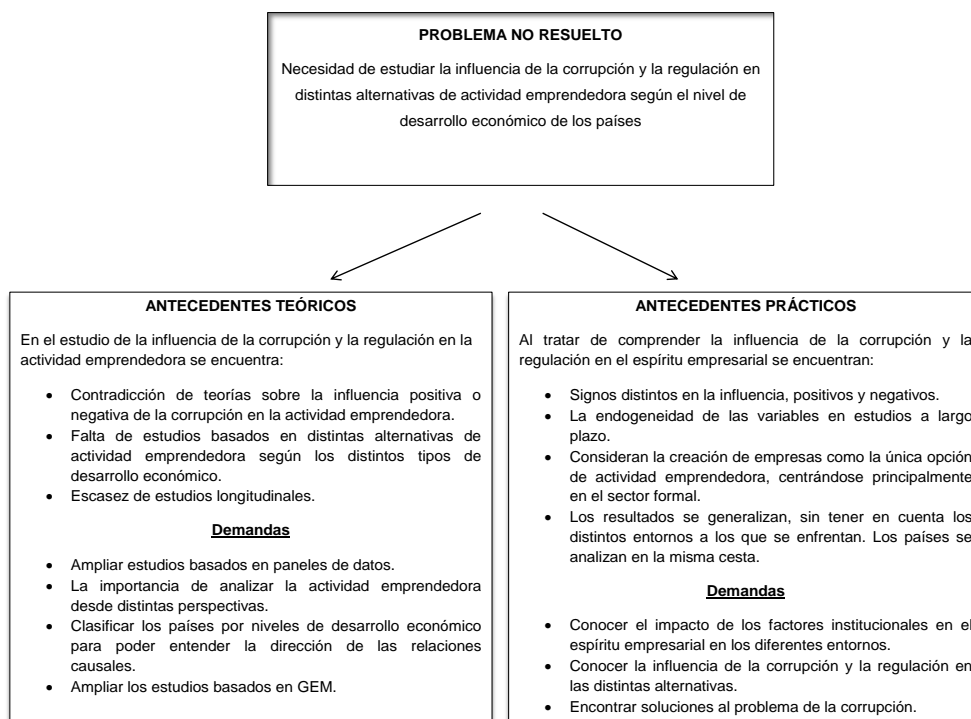 PROBLEMA NO RESUELTO
Necesidad de estudiar la influencia de la corrupción y la regulación en
distintas alternativas de actividad emprendedora según el nivel de
desarrollo económico de los países
ANTECEDENTES TEÓRICOS
En el estudio de la influencia de la corrupción y la regulación en la
actividad emprendedora se encuentra:
• Contradicción de teorías sobre la influencia positiva o
negativa de la corrupción en la actividad emprendedora.
• Falta de estudios basados en distintas alternativas de
actividad emprendedora según los distintos tipos de
desarrollo económico.
• Escasez de estudios longitudinales.
Demandas
• Ampliar estudios basados en paneles de datos.
• La importancia de analizar la actividad emprendedora
desde distintas perspectivas.
• Clasificar los países por niveles de desarrollo económico
para poder entender la dirección de las relaciones
causales.
• Ampliar los estudios basados en GEM.
ANTECEDENTES PRÁCTICOS
Al tratar de comprender la influencia de la corrupción y la
regulación en el espíritu empresarial se encuentran:
• Signos distintos en la influencia, positivos y negativos.
• La endogeneidad de las variables en estudios a largo
plazo.
• Consideran la creación de empresas como la única opción
de actividad emprendedora, centrándose principalmente
en el sector formal.
• Los resultados se generalizan, sin tener en cuenta los
distintos entornos a los que se enfrentan. Los países se
analizan en la misma cesta.
Demandas
• Conocer el impacto de los factores institucionales en el
espíritu empresarial en los diferentes entornos.
• Conocer la influencia de la corrupción y la regulación en
las distintas alternativas.
• Encontrar soluciones al problema de la corrupción.